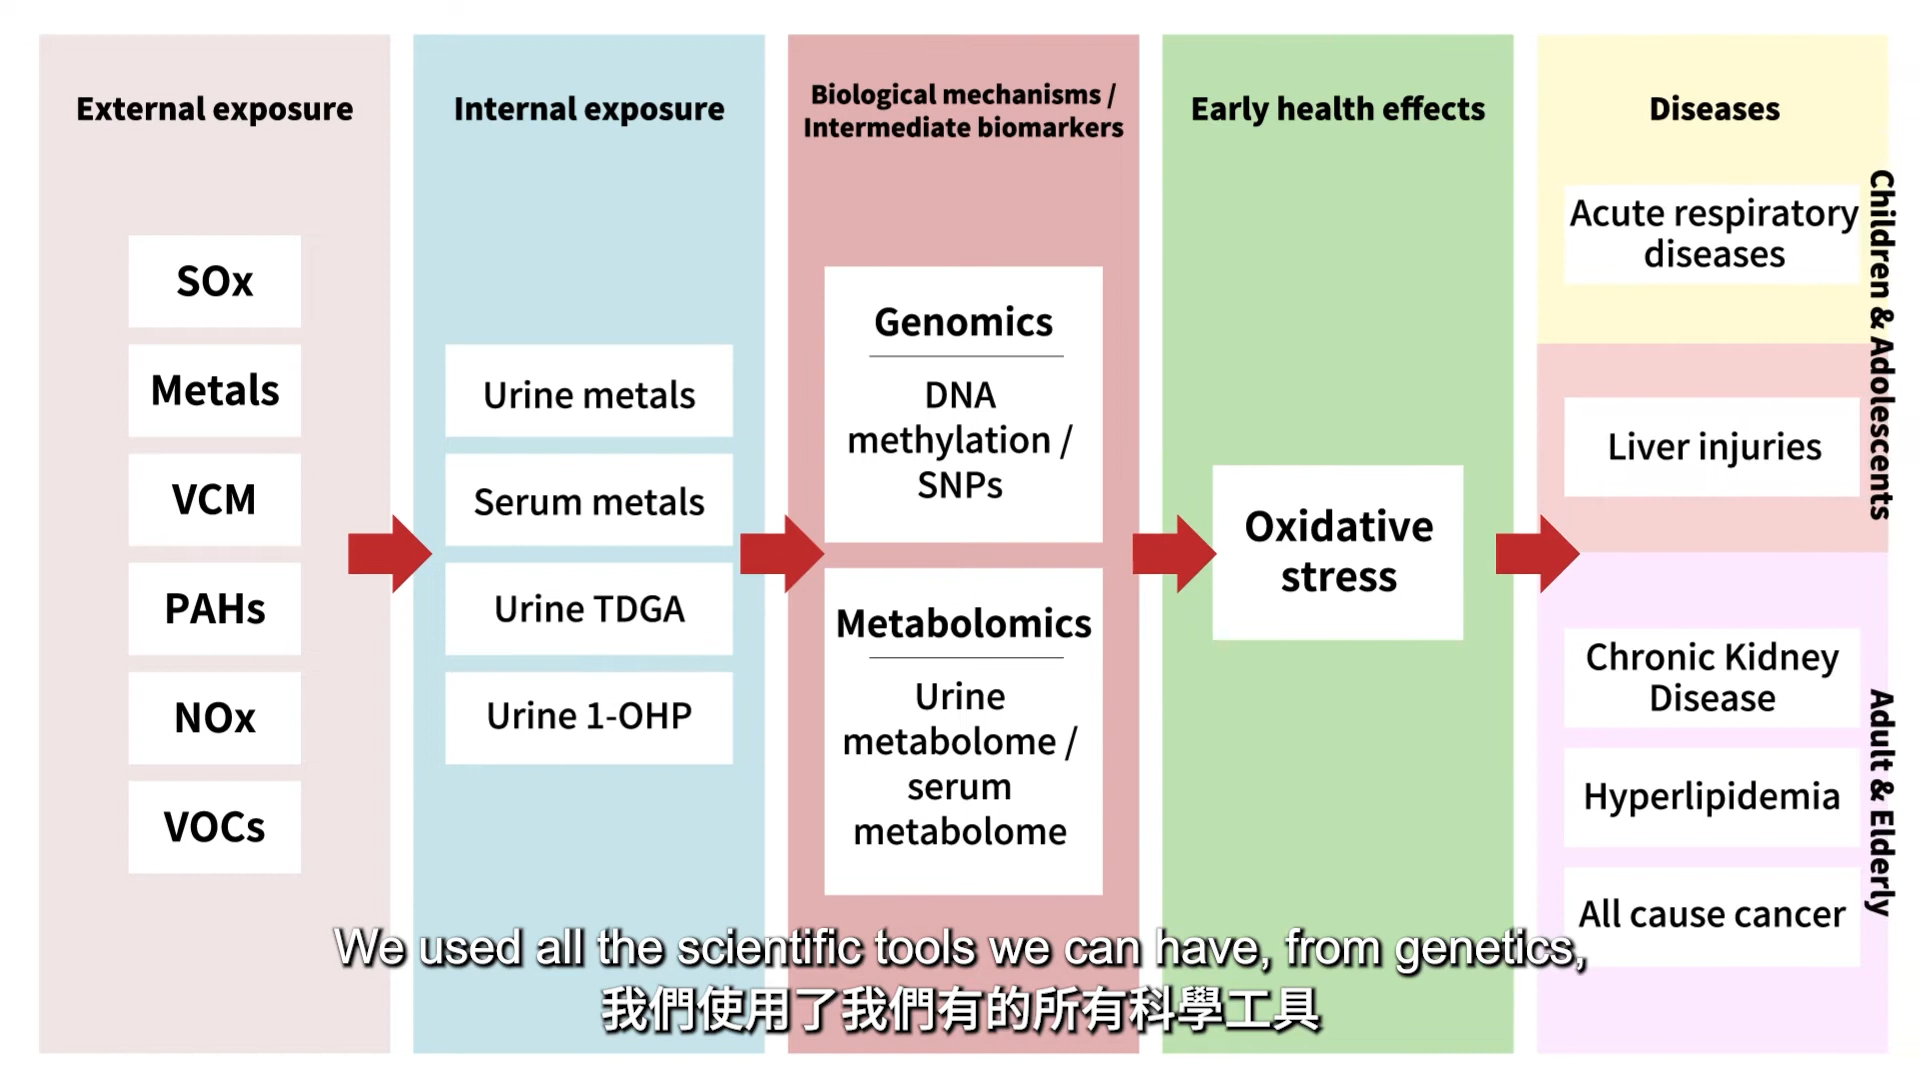 External exposure
SOx
Metals
VCM
PAHs
NOx
VOCs
Internal exposure
Urine metals
Serum metals
Urine TDGA
Urine 1-OHP
Biological mechanisms /
Intermediate biomarkers
Genomics
DNA
methylation /
SNPs
Metabolomics
Urine
metabolome /
serum
metabolome
Early health effects
Oxidative
stress
Diseases
Acute respiratory
diseases
Liver injuries
Children & Adolescents
Chronic Kidney
Disease
Hyperlipidemia
All cause cancer
Adult & Elderly
We used all the scientific tools we can have, from genetics,
我們使用了我們有的所有科學工具